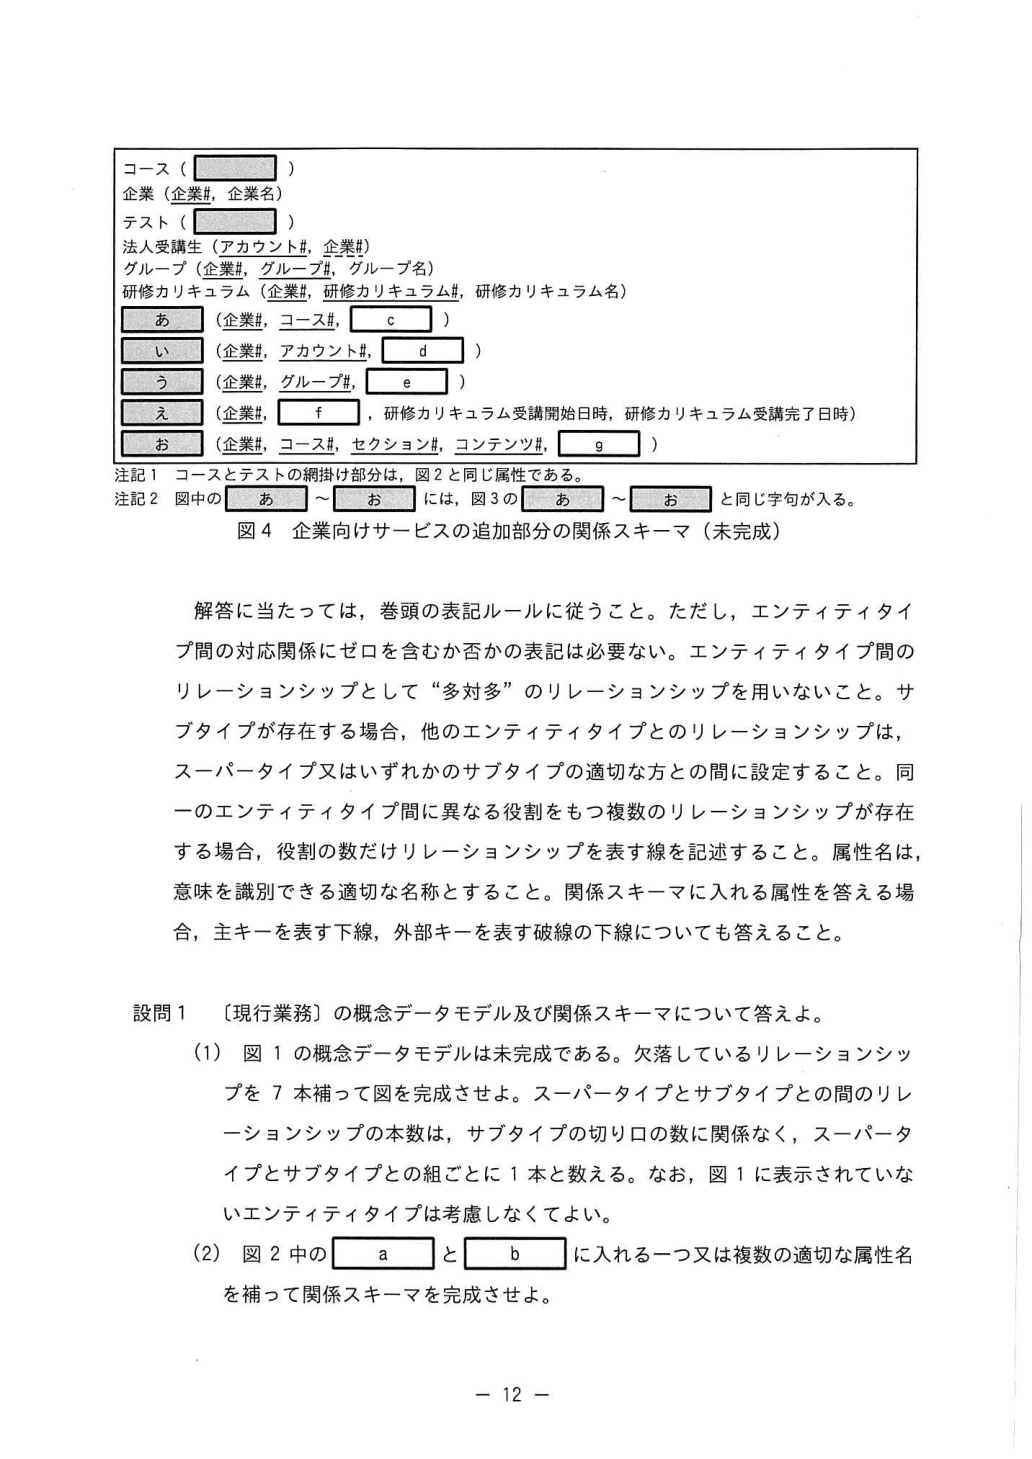 コース（　　　）
企業（企業#，企業名）
テスト（　　　）
法人受講生（アカウント#，企業#）
グループ（企業#，グループ#，グループ名）
研修カリキュラム（企業#，研修カリキュラム#，研修カリキュラム名）
あ（企業#，コース#，c）
い（企業#，アカウント#，d）
う（企業#，グループ#，e）
え（企業#，f，研修カリキュラム受講開始日時，研修カリキュラム受講完了日時）
お（企業#，コース#，セクション#，コンテンツ#，g）
注記1　コースとテストの網掛け部分は，図2と同じ属性である。
注記2　図中の あ ～ お には，図3の あ ～ お と同じ字句が入る。
図4　企業向けサービスの追加部分の関係スキーマ（未完成）
解答に当たっては，巻頭の表記ルールに従うこと。ただし，エンティティタイ
プ間の対応関係にゼロを含むか否かの表記は必要ない。エンティティタイプ間の
リレーションシップとして“多対多”のリレーションシップを用いないこと。サ
ブタイプが存在する場合，他のエンティティタイプとのリレーションシップは，
スーパータイプ又はいずれかのサブタイプの適切な方との間に設定すること。同
一のエンティティタイプ間に異なる役割をもつ複数のリレーションシップが存在
する場合，役割の数だけリレーションシップを表す線を記述すること。属性名は，
意味を識別できる適切な名称とすること。関係スキーマに入れる属性を答える場
合，主キーを表す下線，外部キーを表す破線の下線についても答えること。
設問1　〔現行業務〕の概念データモデル及び関係スキーマについて答えよ。
(1)　図 1 の概念データモデルは未完成である。欠落しているリレーションシッ
プを 7 本補って図を完成させよ。スーパータイプとサブタイプとの間のリレ
ーションシップの本数は，サブタイプの切り口の数に関係なく，スーパータ
イプとサブタイプとの組ごとに 1 本と数える。なお，図 1 に表示されていな
いエンティティタイプは考慮しなくてよい。
(2)　図 2 中の a と b に入れる一つ又は複数の適切な属性名
を補って関係スキーマを完成させよ。
－ 12 －